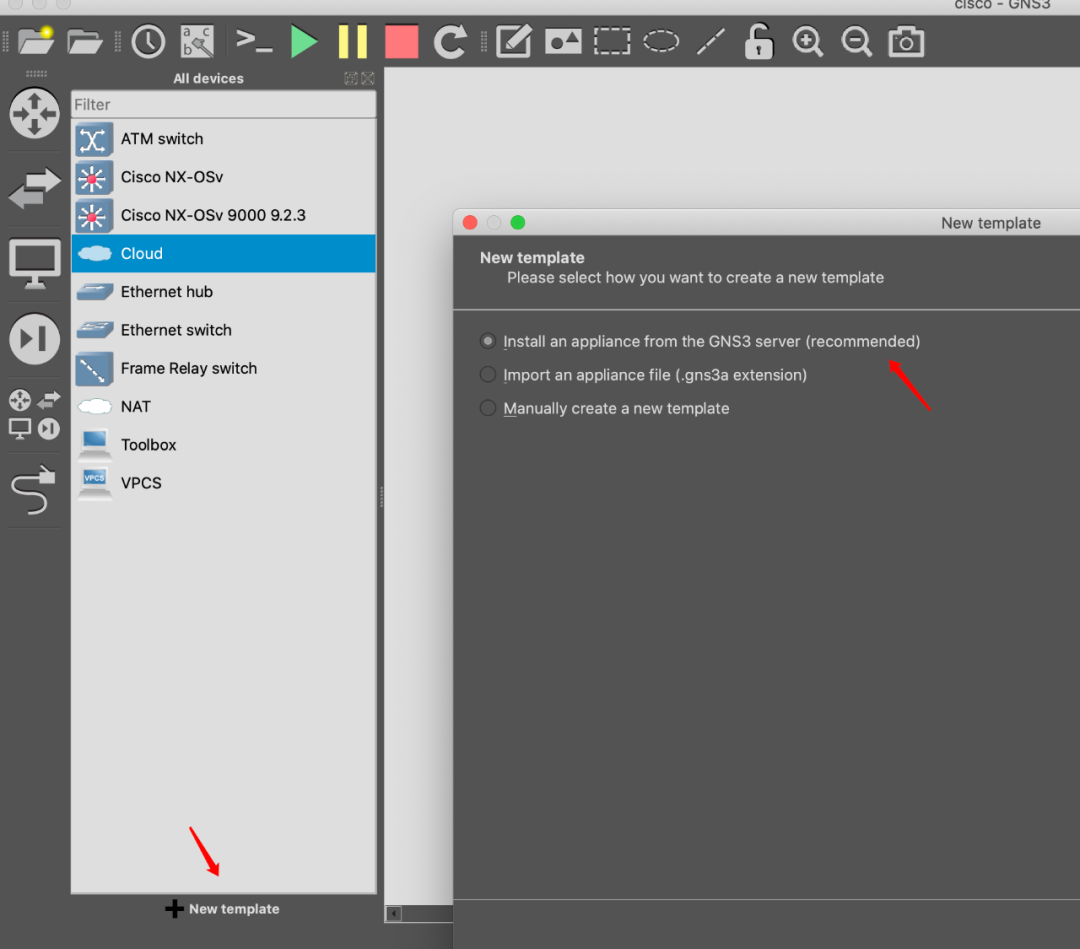 cisco - GNS3
a c
b
>_
All devices
Filter
ATM switch
Cisco NX-OSv
Cisco NX-OSv 9000 9.2.3
Cloud
Ethernet hub
Ethernet switch
Frame Relay switch
NAT
Toolbox
VPCS
VPCS
New template
New template
New template
Please select how you want to create a new template
Install an appliance from the GNS3 server (recommended)
Import an appliance file (.gns3a extension)
Manually create a new template